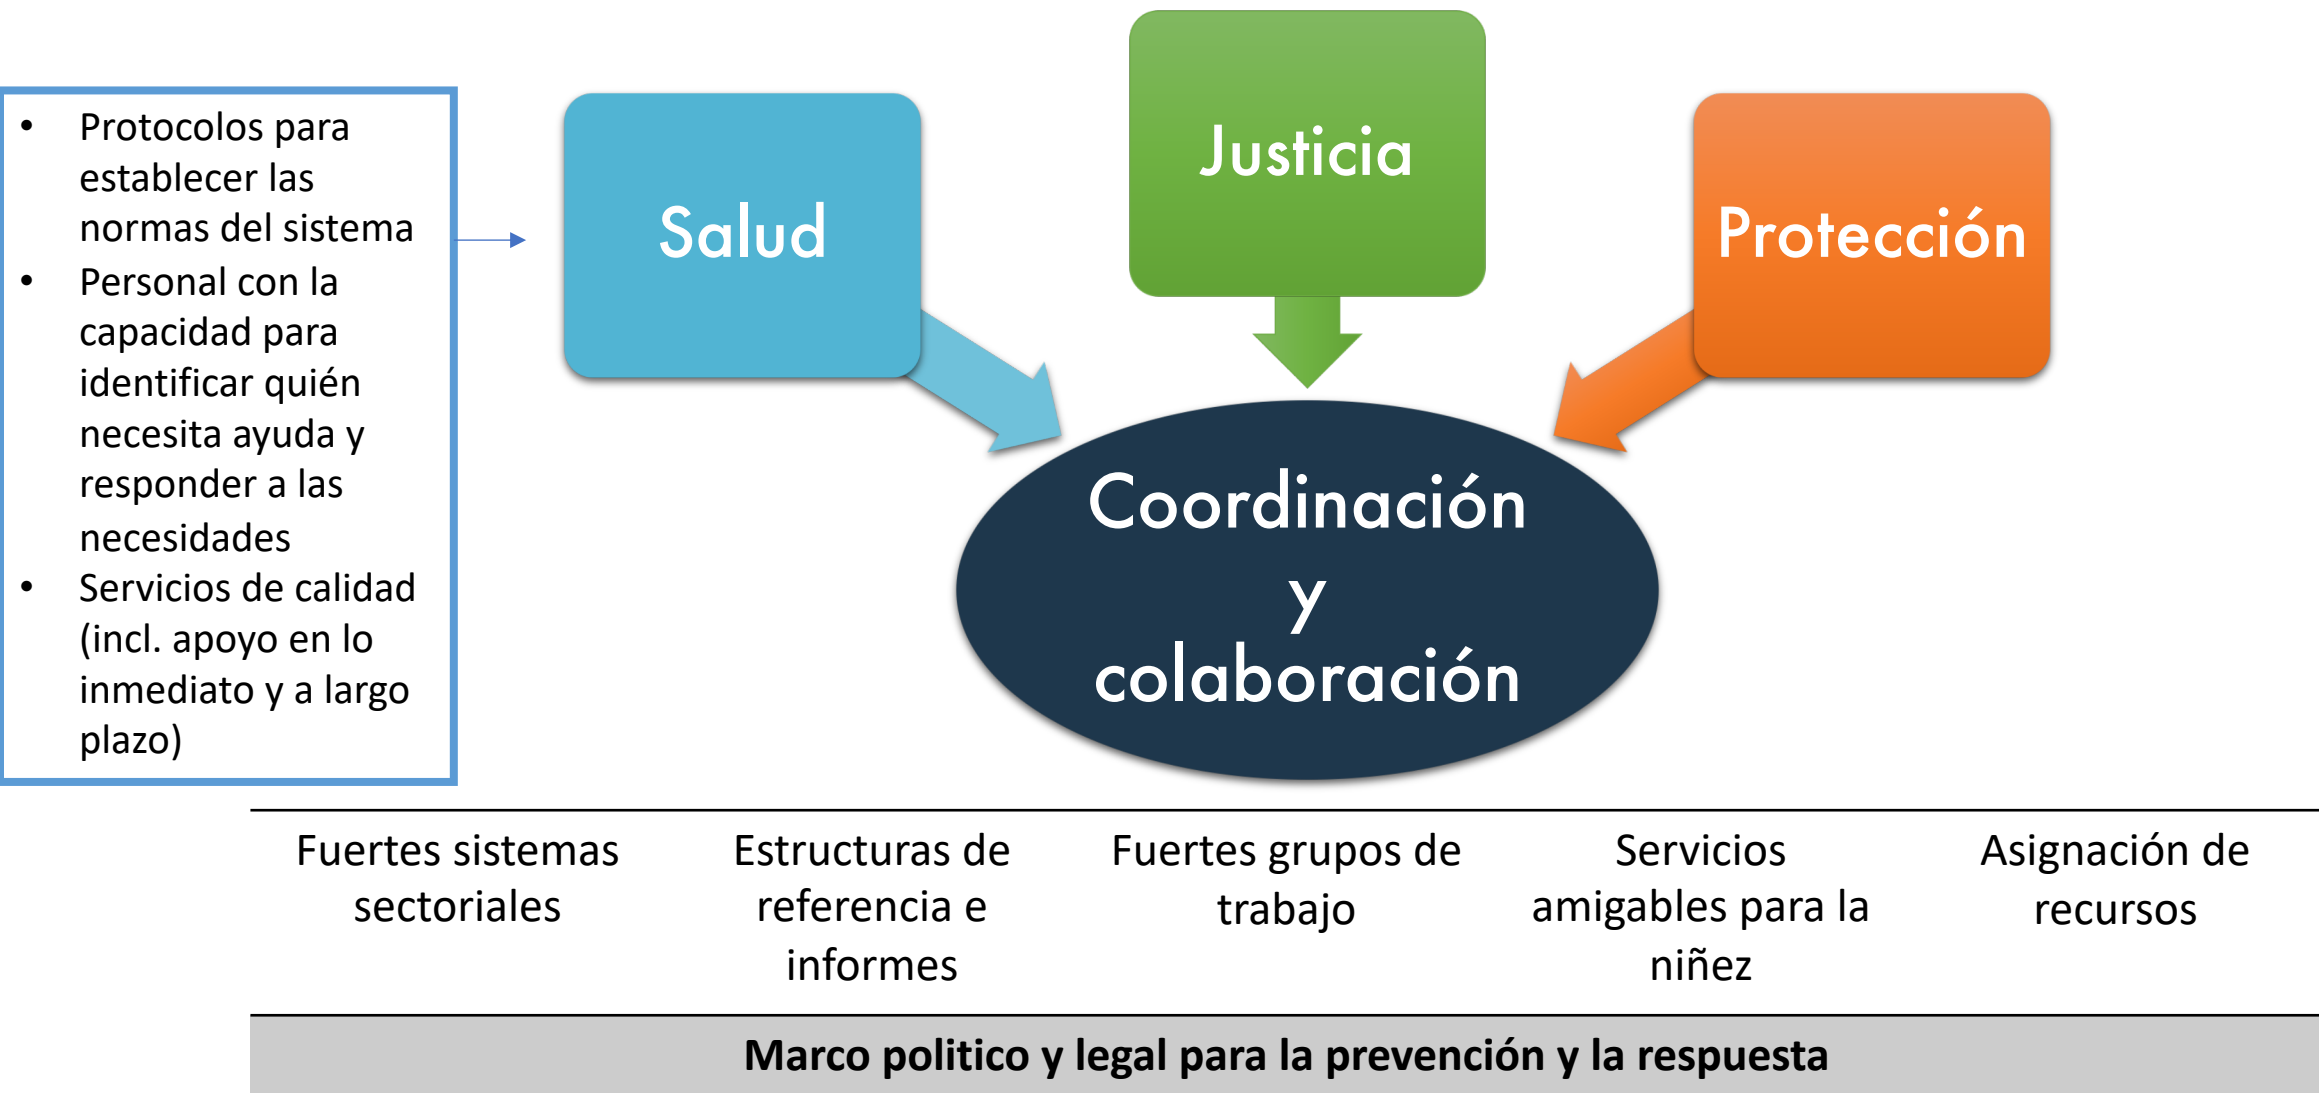 • Protocolos para
establecer las
normas del sistema
• Personal con la
capacidad para
identificar quién
necesita ayuda y
responder a las
necesidades
• Servicios de calidad
(incl. apoyo en lo
inmediato y a largo
plazo)
Salud
Justicia
Protección
Coordinación
y
colaboración
Fuertes sistemas
sectoriales
Estructuras de
referencia e
informes
Fuertes grupos de
trabajo
Servicios
amigables para la
niñez
Asignación de
recursos
Marco politico y legal para la prevención y la respuesta